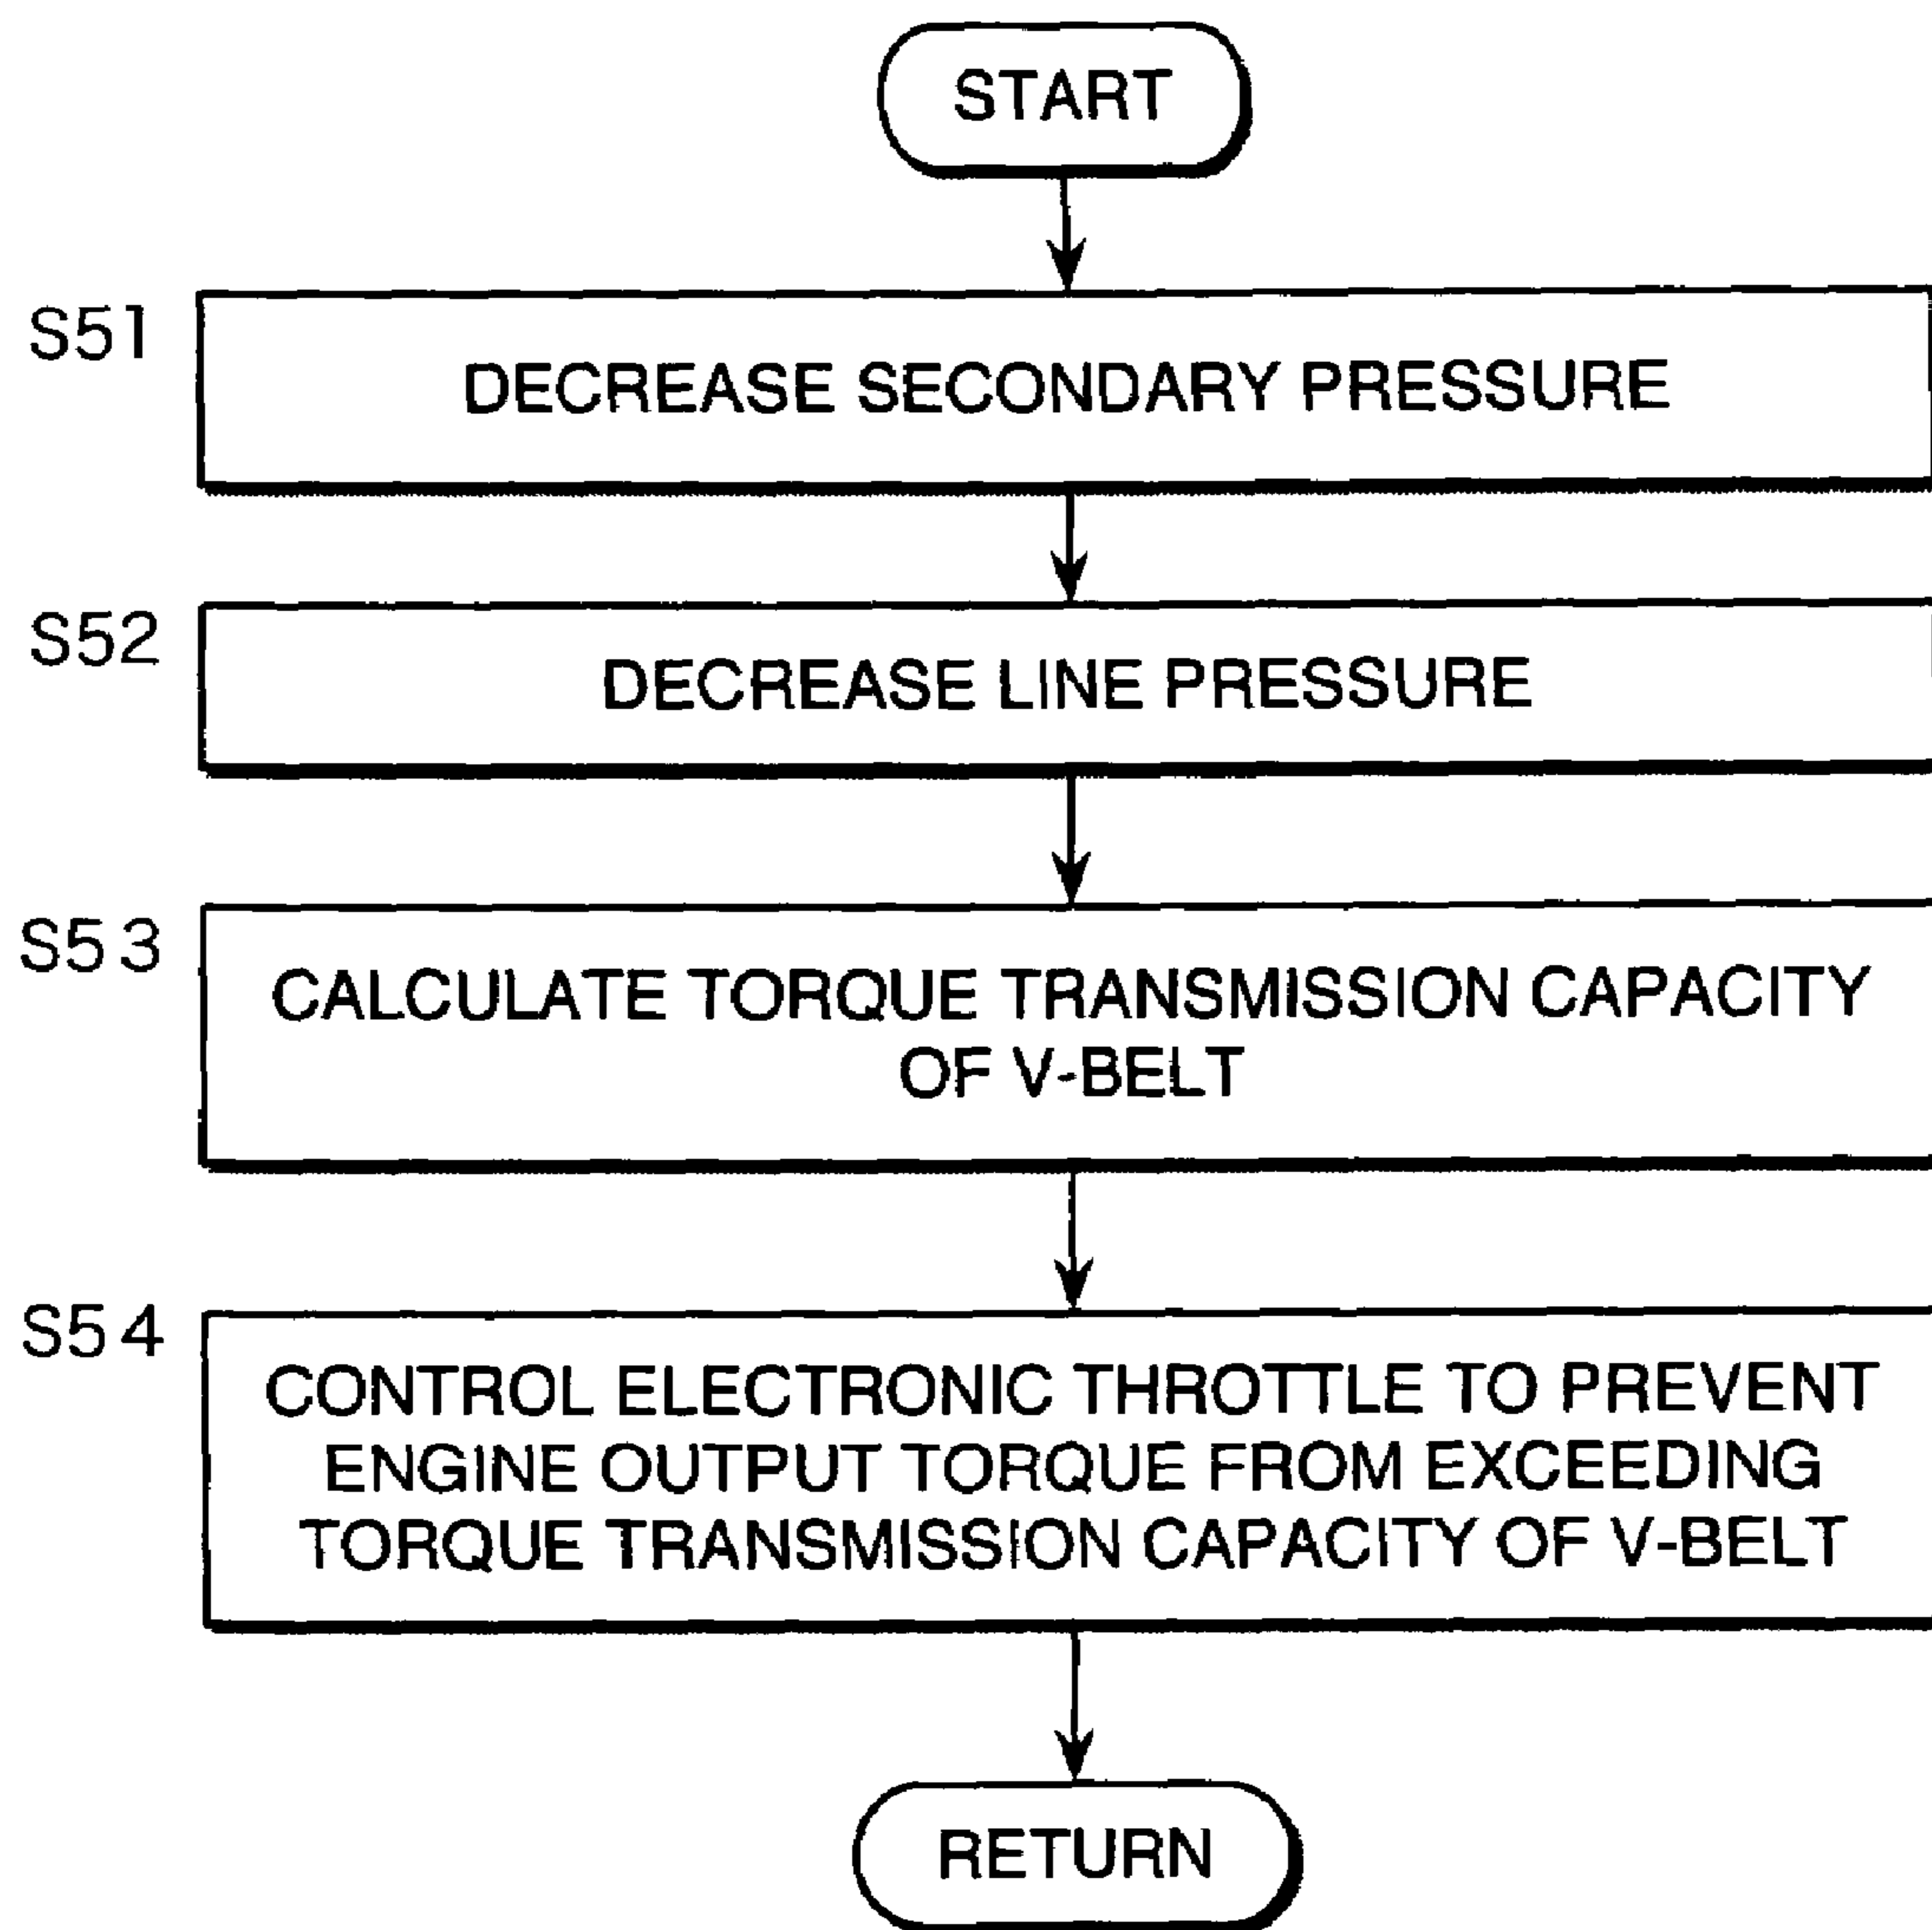 START
S51
DECREASE SECONDARY PRESSURE
S52
DECREASE LINE PRESSURE
S53
CALCULATE TORQUE TRANSMISSION CAPACITY
OF V-BELT
S54
CONTROL ELECTRONIC THROTTLE TO PREVENT
ENGINE OUTPUT TORQUE FROM EXCEEDING
TORQUE TRANSMISSION CAPACITY OF V-BELT
RETURN